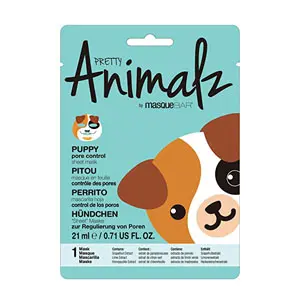 PRETTY
Animalz
by masqueBAR®
PUPPY
pore control
sheet mask
PITOU
masque en feuille
contrôle des pores
PERRITO
mascarilla hoja
control de los poros
HÜNDCHEN
"Sheet" Maske
zur Regulierung von Poren
21 ml e / 0.71 US FL. OZ.
1 Mask
Masque
Mascarilla
Maske